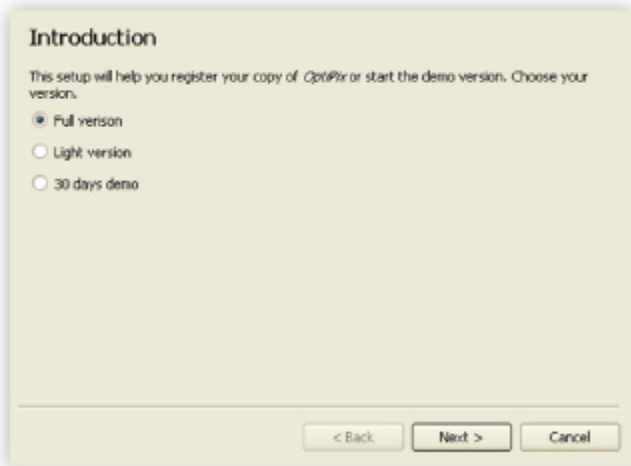 Introduction
This setup will help you register your copy of OptiPix or start the demo version. Choose your
version.
Full verison
Light version
30 days demo
< Back
Next >
Cancel